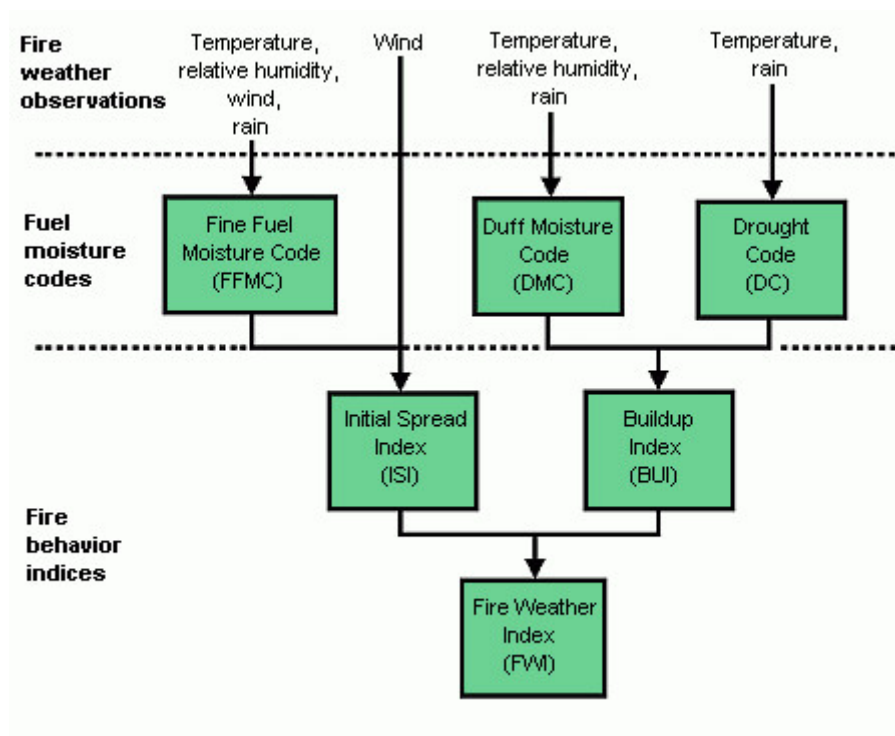 Fire
weather
observations
Temperature,
relative humidity,
wind,
rain
Wind
Temperature,
relative humidity,
rain
Temperature,
rain
Fuel
moisture
codes
Fine Fuel
Moisture Code
(FFMC)
Duff Moisture
Code
(DMC)
Drought
Code
(DC)
Fire
behavior
indices
Initial Spread
Index
(ISI)
Buildup
Index
(BUI)
Fire Weather
Index
(FWI)